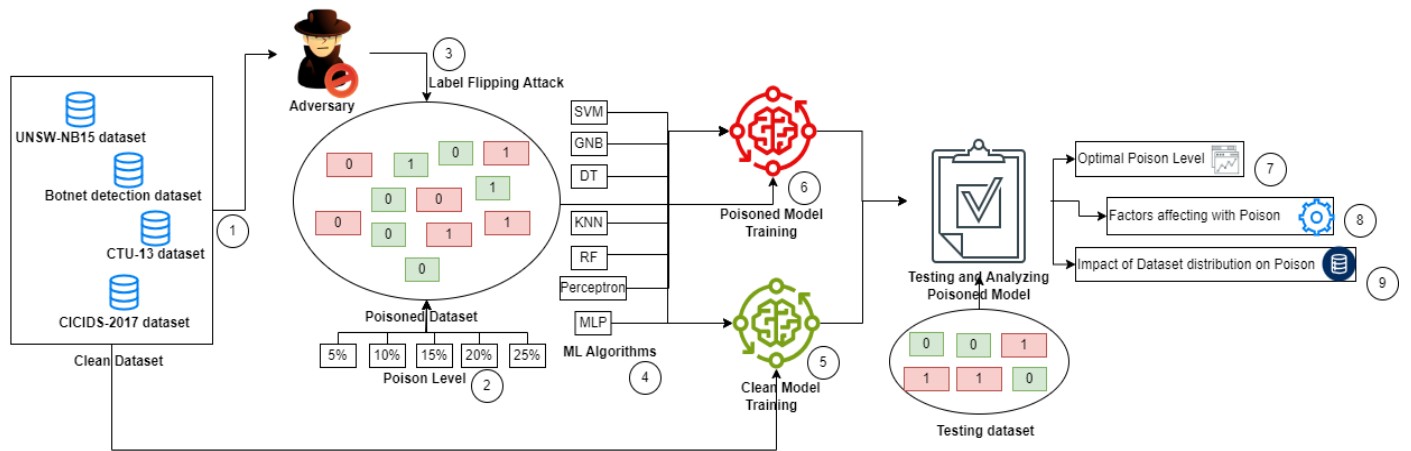 UNSW-NB15 dataset
Botnet detection dataset
CTU-13 dataset
CICIDS-2017 dataset
Clean Dataset
1
Adversary
3
Label Flipping Attack
0
1
0
1
0
0
1
0
0
1
1
0
Poisoned Dataset
5%
10%
15%
20%
25%
Poison Level
2
SVM
GNB
DT
KNN
RF
Perceptron
MLP
ML Algorithms
4
6
Poisoned Model
Training
5
Clean Model
Training
Testing and Analyzing
Poisoned Model
0
0
1
1
1
0
Testing dataset
Optimal Poison Level
7
Factors affecting with Poison
8
Impact of Dataset distribution on Poison
9